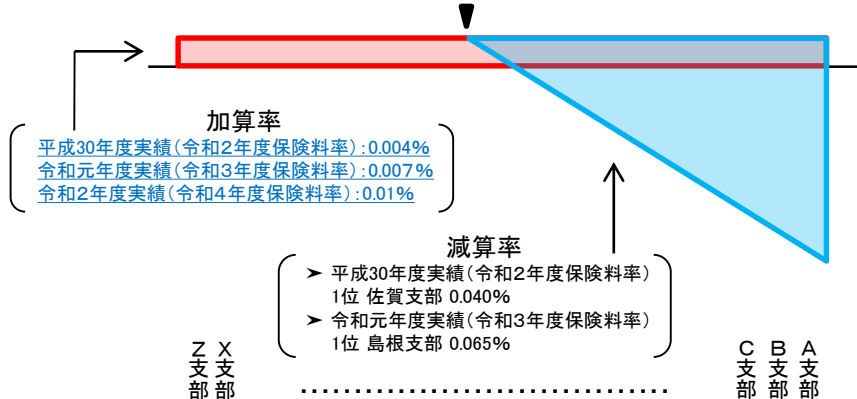 加算率
平成30年度実績(令和2年度保険料率):0.004%
令和元年度実績(令和3年度保険料率):0.007%
令和2年度実績(令和4年度保険料率):0.01%
減算率
➤ 平成30年度実績(令和2年度保険料率)
1位 佐賀支部 0.040%
➤ 令和元年度実績(令和3年度保険料率)
1位 島根支部 0.065%
Z支部
X支部
………………………………
C支部
B支部
A支部